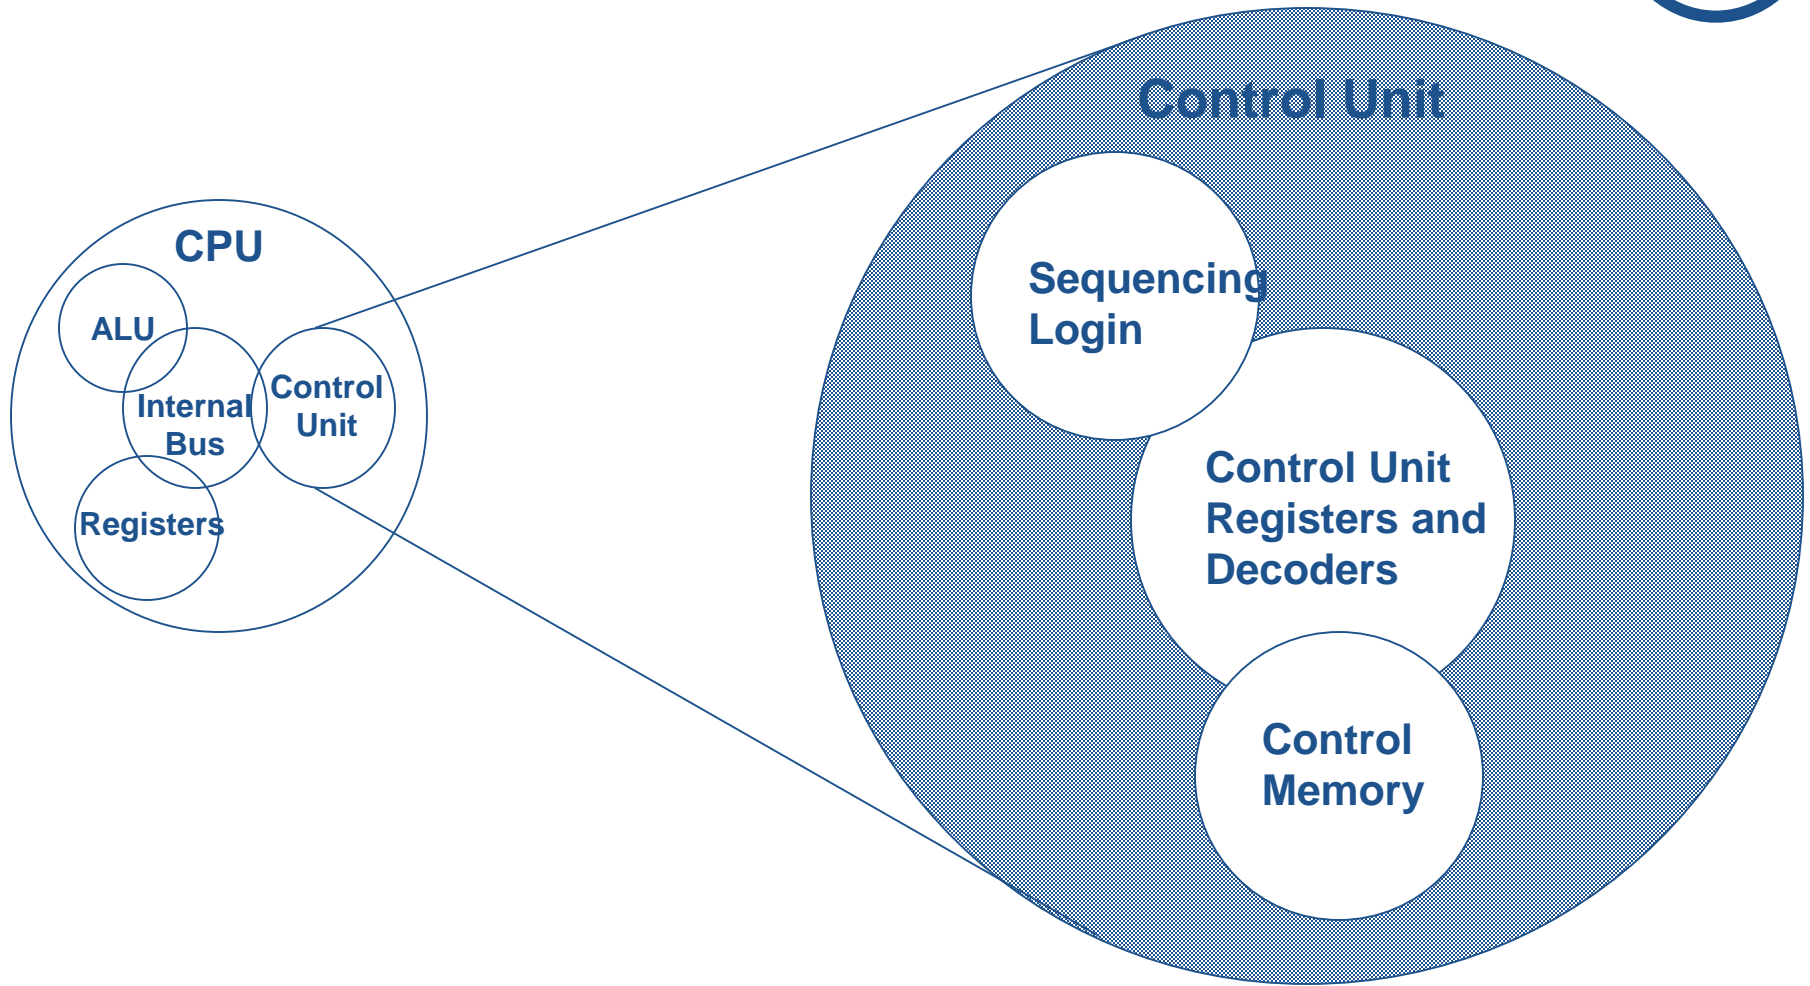 Control Unit
CPU
ALU
Internal
Bus
Control
Unit
Registers
Sequencing
Login
Control Unit
Registers and
Decoders
Control
Memory